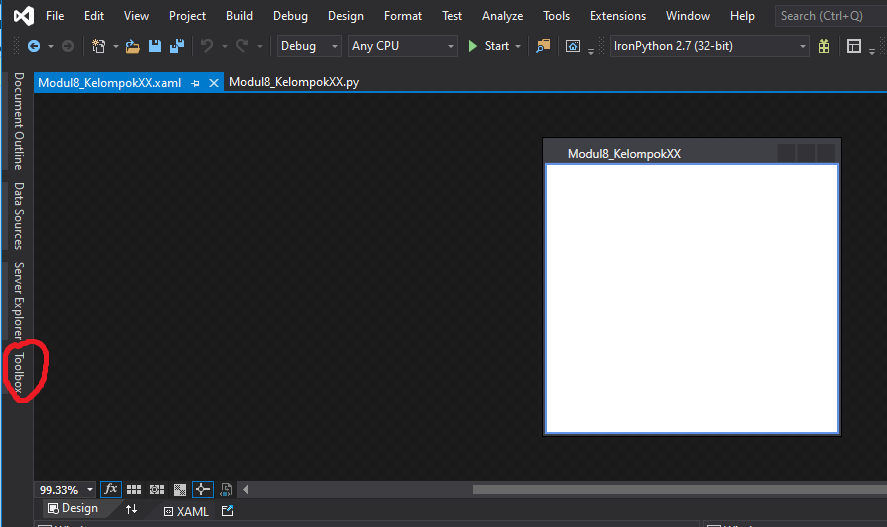 File Edit View Project Build Debug Design Format Test Analyze Tools Extensions Window Help Search (Ctrl+Q)
Debug Any CPU Start IronPython 2.7 (32-bit)
Modul8_KelompokXX.xaml Modul8_KelompokXX.py
Document Outline
Data Sources
Server Explorer
Toolbox
Modul8_KelompokXX
99.33% fx
Design XAML